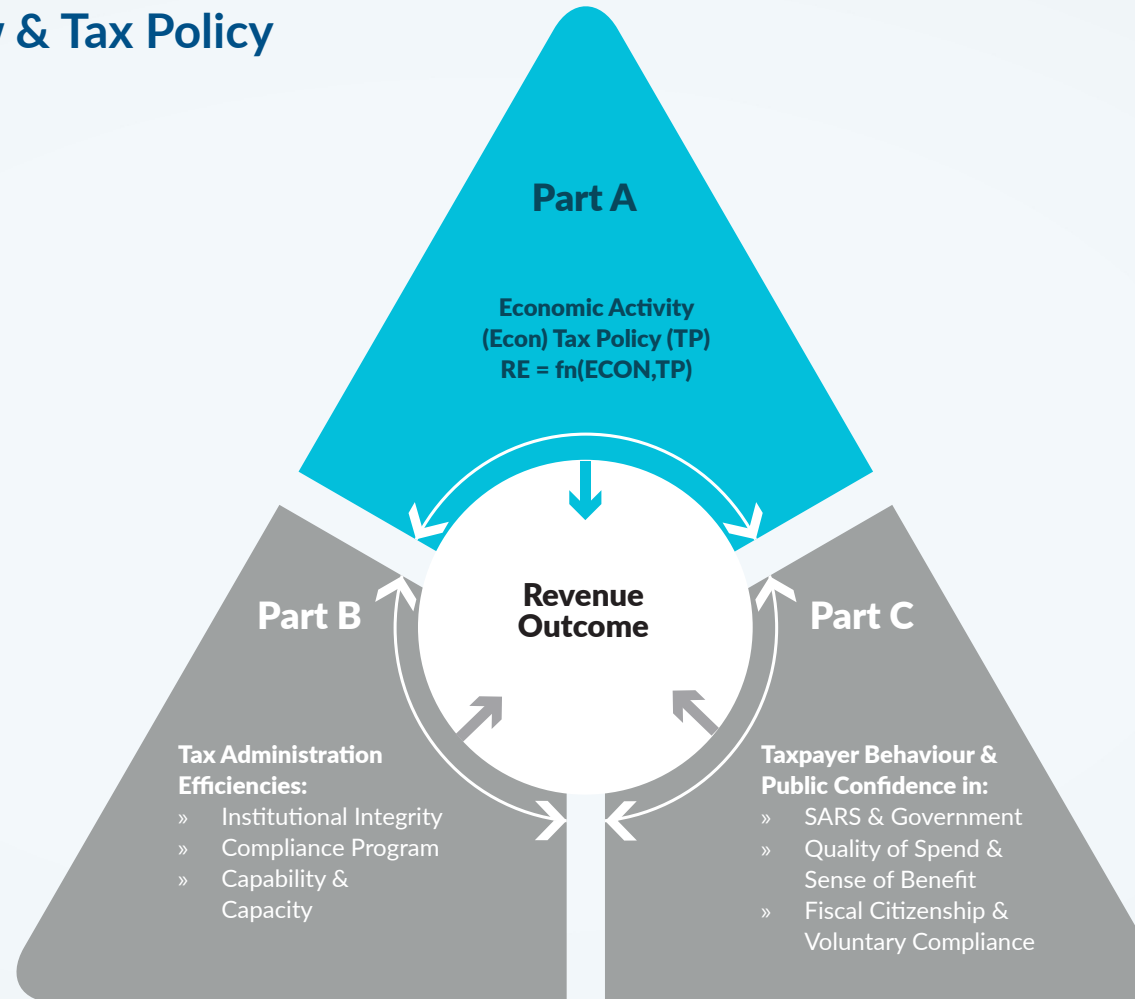 & Tax Policy
Part A
Economic Activity
(Econ) Tax Policy (TP)
RE = fn(ECON,TP)
Revenue
Outcome
Part B
Tax Administration
Efficiencies:
» Institutional Integrity
» Compliance Program
» Capability &
Capacity
Part C
Taxpayer Behaviour &
Public Confidence in:
» SARS & Government
» Quality of Spend &
Sense of Benefit
» Fiscal Citizenship &
Voluntary Compliance